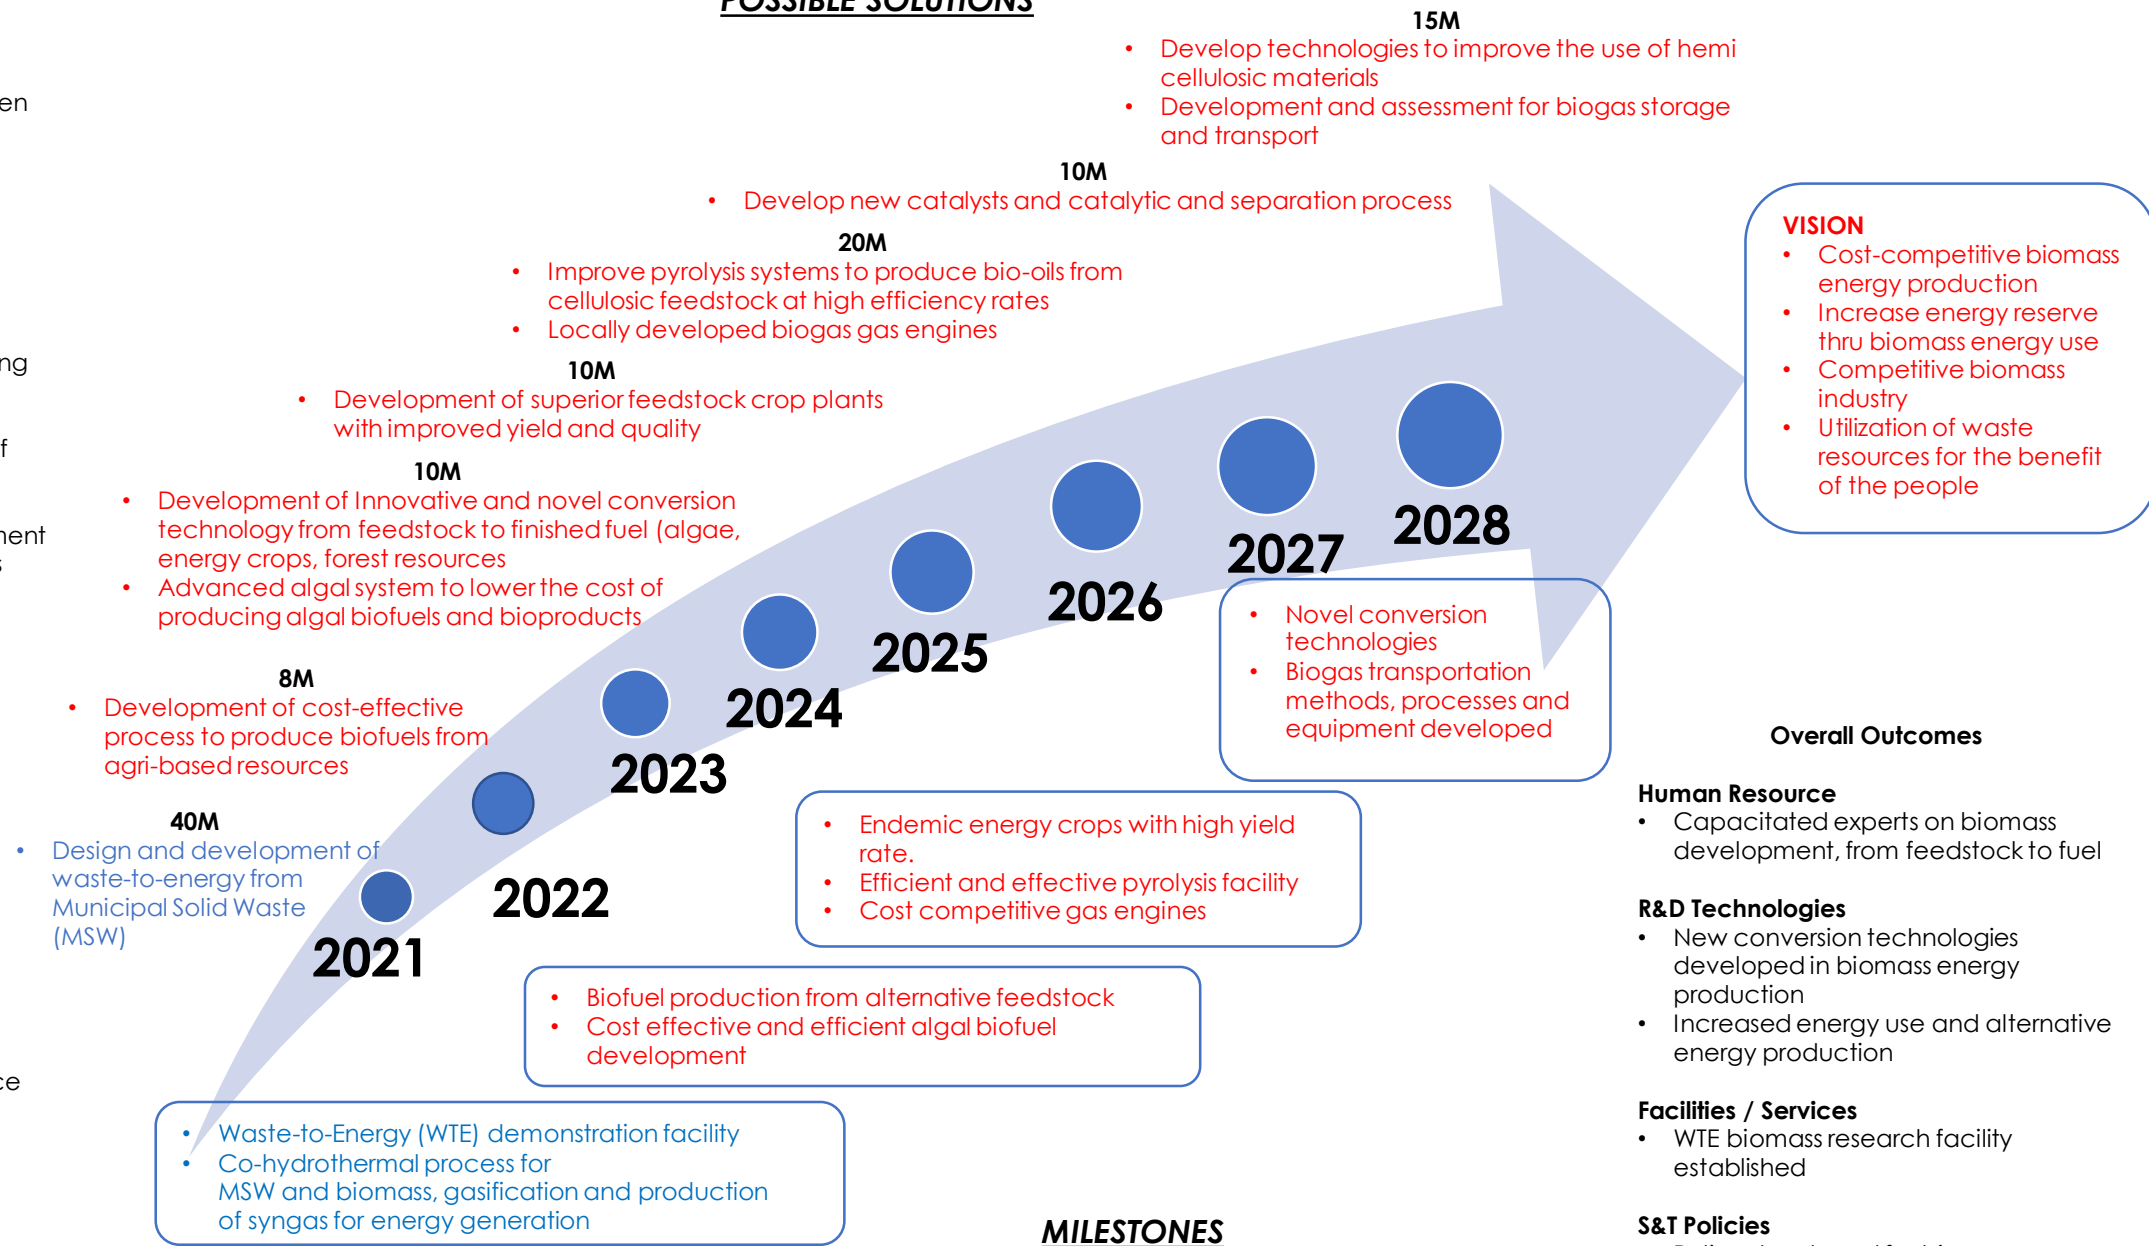 POSSIBLE SOLUTIONS
15M
• Develop technologies to improve the use of hemi
cellulosic materials
• Development and assessment for biogas storage
and transport
10M
• Develop new catalysts and catalytic and separation process
20M
• Improve pyrolysis systems to produce bio-oils from
cellulosic feedstock at high efficiency rates
• Locally developed biogas gas engines
10M
• Development of superior feedstock crop plants
with improved yield and quality
10M
• Development of Innovative and novel conversion
technology from feedstock to finished fuel (algae,
energy crops, forest resources
• Advanced algal system to lower the cost of
producing algal biofuels and bioproducts
8M
• Development of cost-effective
process to produce biofuels from
agri-based resources
40M
• Design and development of
waste-to-energy from
Municipal Solid Waste
(MSW)
2021
2022
2023
2024
2025
2026
2027
2028
VISION
• Cost-competitive biomass
energy production
• Increase energy reserve
thru biomass energy use
• Competitive biomass
industry
• Utilization of waste
resources for the benefit
of the people
• Novel conversion
technologies
• Biogas transportation
methods, processes and
equipment developed
• Endemic energy crops with high yield
rate.
• Efficient and effective pyrolysis facility
• Cost competitive gas engines
• Biofuel production from alternative feedstock
• Cost effective and efficient algal biofuel
development
• Waste-to-Energy (WTE) demonstration facility
• Co-hydrothermal process for
MSW and biomass, gasification and production
of syngas for energy generation
MILESTONES
Overall Outcomes
Human Resource
• Capacitated experts on biomass
development, from feedstock to fuel
R&D Technologies
• New conversion technologies
developed in biomass energy
production
• Increased energy use and alternative
energy production
Facilities / Services
• WTE biomass research facility
established
S&T Policies